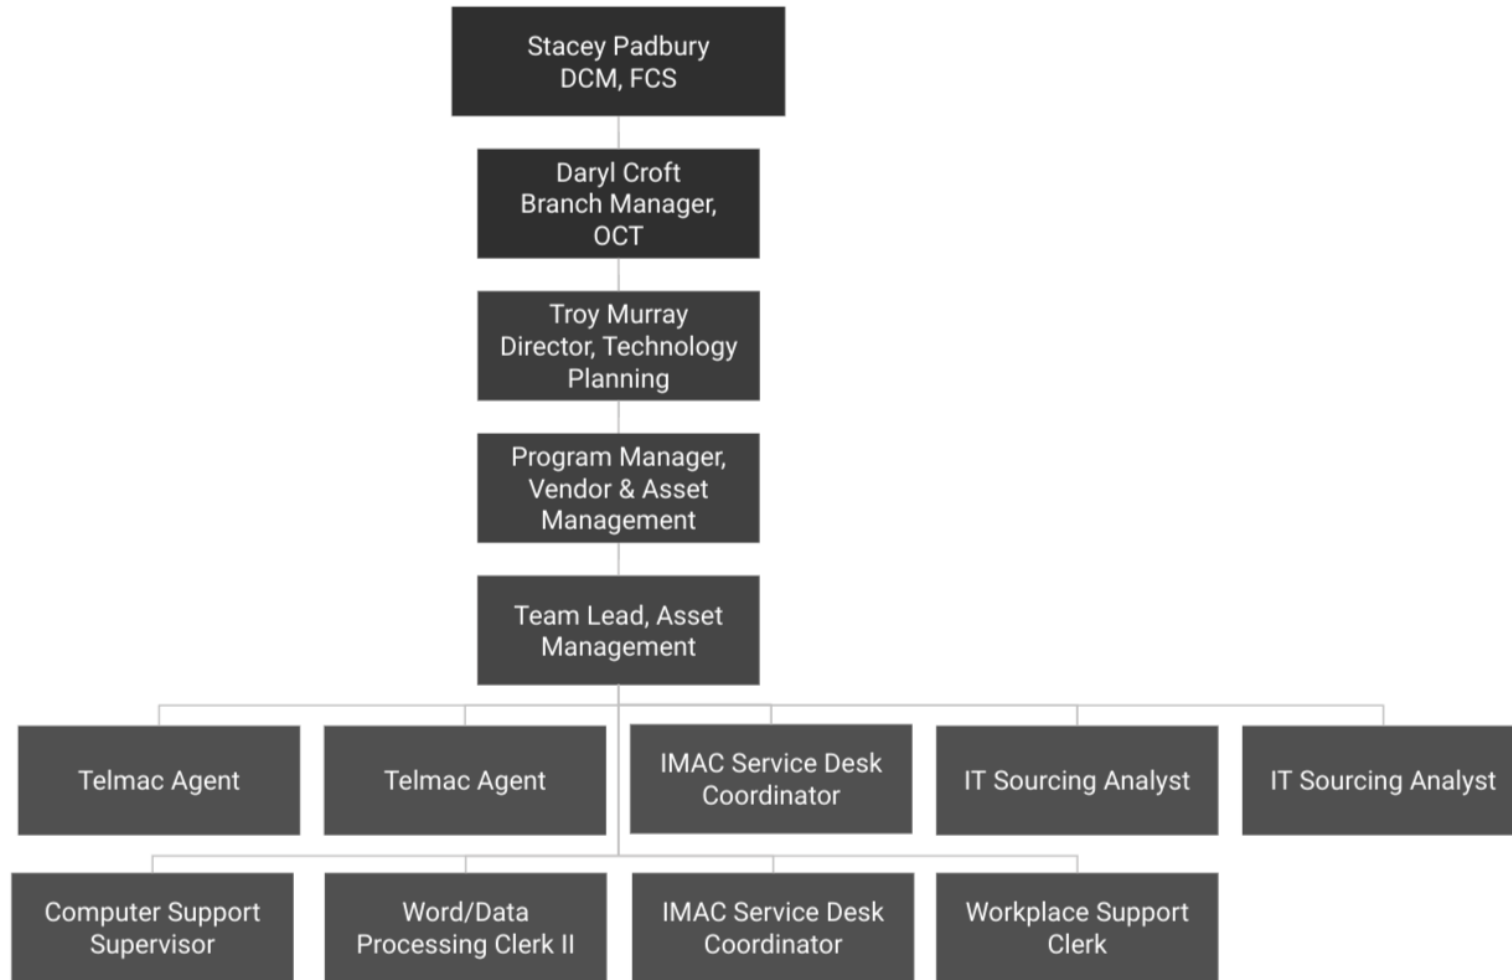 Stacey Padbury
DCM, FCS
Daryl Croft
Branch Manager,
OCT
Troy Murray
Director, Technology
Planning
Program Manager,
Vendor & Asset
Management
Team Lead, Asset
Management
Telmac Agent
Telmac Agent
IMAC Service Desk
Coordinator
IT Sourcing Analyst
IT Sourcing Analyst
Computer Support
Supervisor
Word/Data
Processing Clerk II
IMAC Service Desk
Coordinator
Workplace Support
Clerk